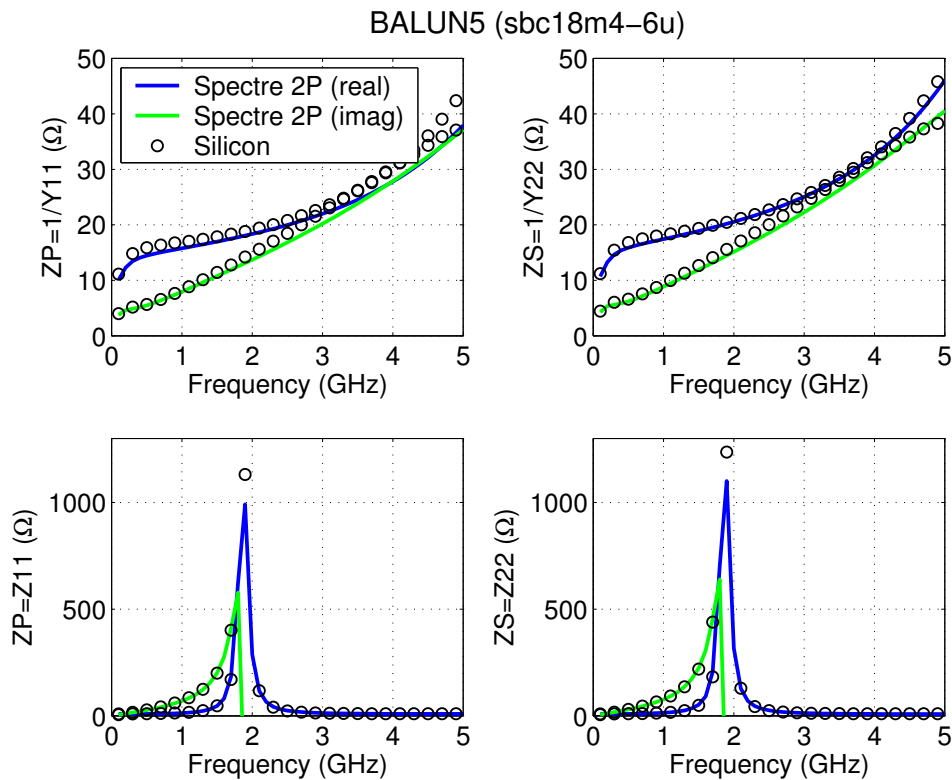 BALUN5 (sbc18m4−6u)
ZP=1/Y11 (Ω)
50
40
30
20
10
0
Spectre 2P (real)
Spectre 2P (imag)
Silicon
0 1 2 3 4 5
Frequency (GHz)
ZS=1/Y22 (Ω)
50
40
30
20
10
0
0 1 2 3 4 5
Frequency (GHz)
ZP=Z11 (Ω)
1000
500
0
0 1 2 3 4 5
Frequency (GHz)
ZS=Z22 (Ω)
1000
500
0
0 1 2 3 4 5
Frequency (GHz)